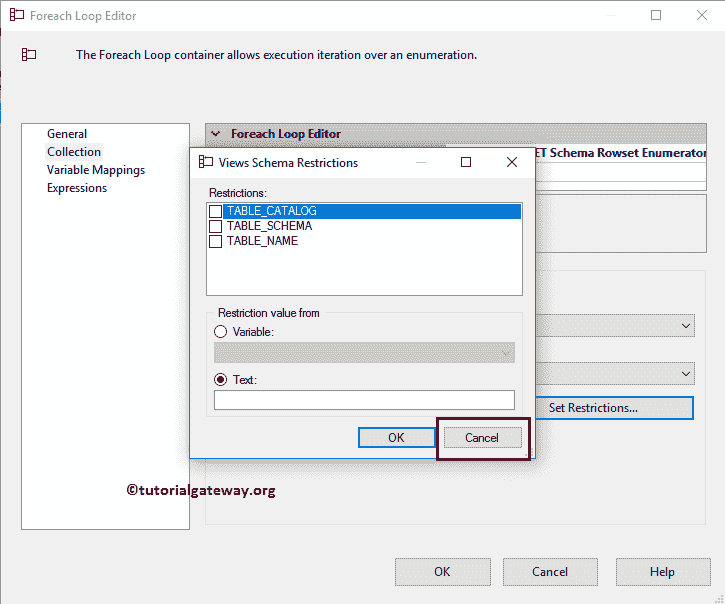 Foreach Loop Editor
The Foreach Loop container allows execution iteration over an enumeration.
General
Collection
Variable Mappings
Expressions
Foreach Loop Editor
ET Schema Rowset Enumerator
Views Schema Restrictions
Restrictions:
TABLE_CATALOG
TABLE_SCHEMA
TABLE_NAME
Restriction value from
Variable:
Text:
OK Cancel
Set Restrictions...
©tutorialgateway.org
OK Cancel Help